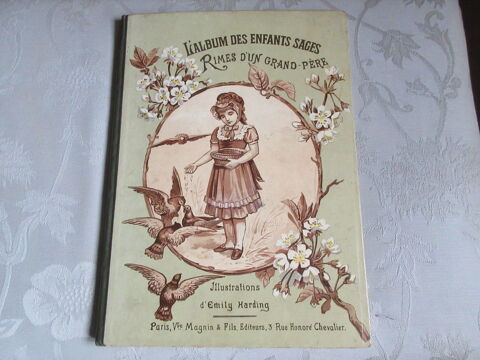 L'ALBUM DES ENFANTS SAGES
RIMES D'UN GRAND-PÈRE
Illustrations
d'Emily Harding
Paris, Vve Magnin & Fils, Editeurs, 3 Rue Honoré Chevalier.